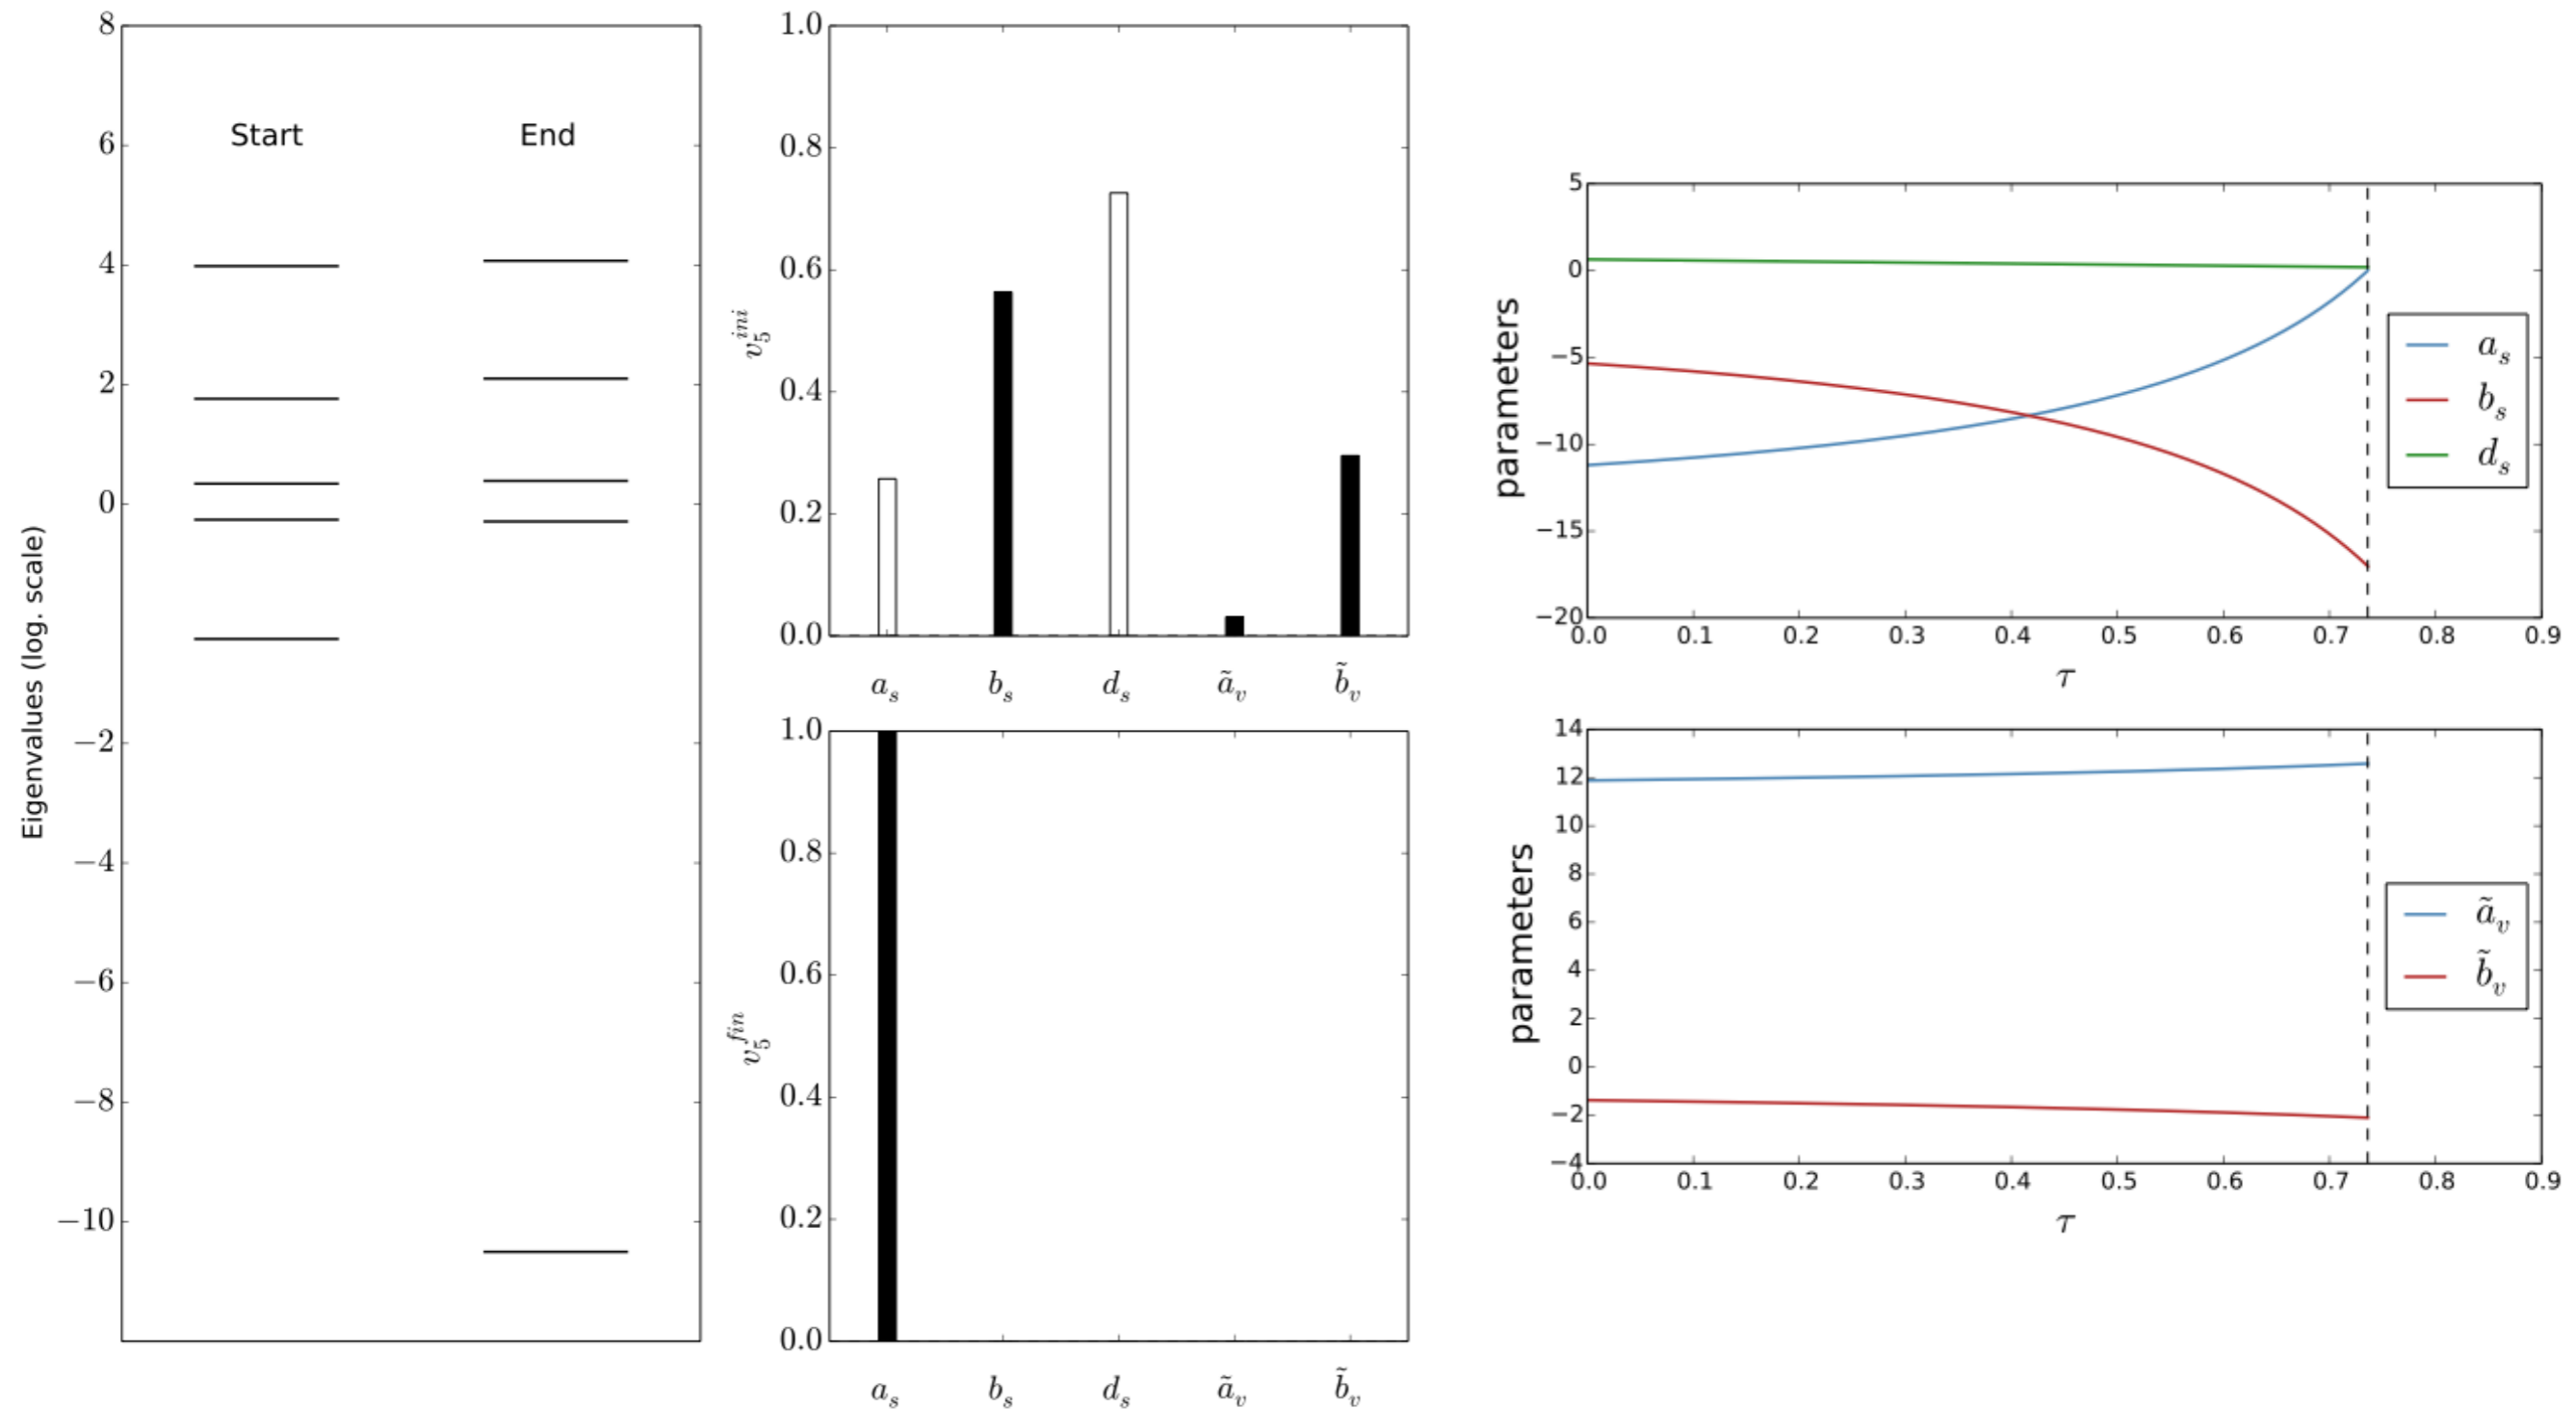 Eigenvalues (log. scale)
8
6
4
2
0
−2
−4
−6
−8
−10
Start End
v₅ⁱⁿⁱ
1.0
0.8
0.6
0.4
0.2
0.0
a_s b_s d_s ã_v b̃_v
v₅ᶠⁱⁿ
1.0
0.8
0.6
0.4
0.2
0.0
a_s b_s d_s ã_v b̃_v
parameters
5
0
−5
−10
−15
−20
0.0 0.1 0.2 0.3 0.4 0.5 0.6 0.7 0.8 0.9
τ
a_s
b_s
d_s
parameters
14
12
10
8
6
4
2
0
−2
−4
0.0 0.1 0.2 0.3 0.4 0.5 0.6 0.7 0.8 0.9
τ
ã_v
b̃_v